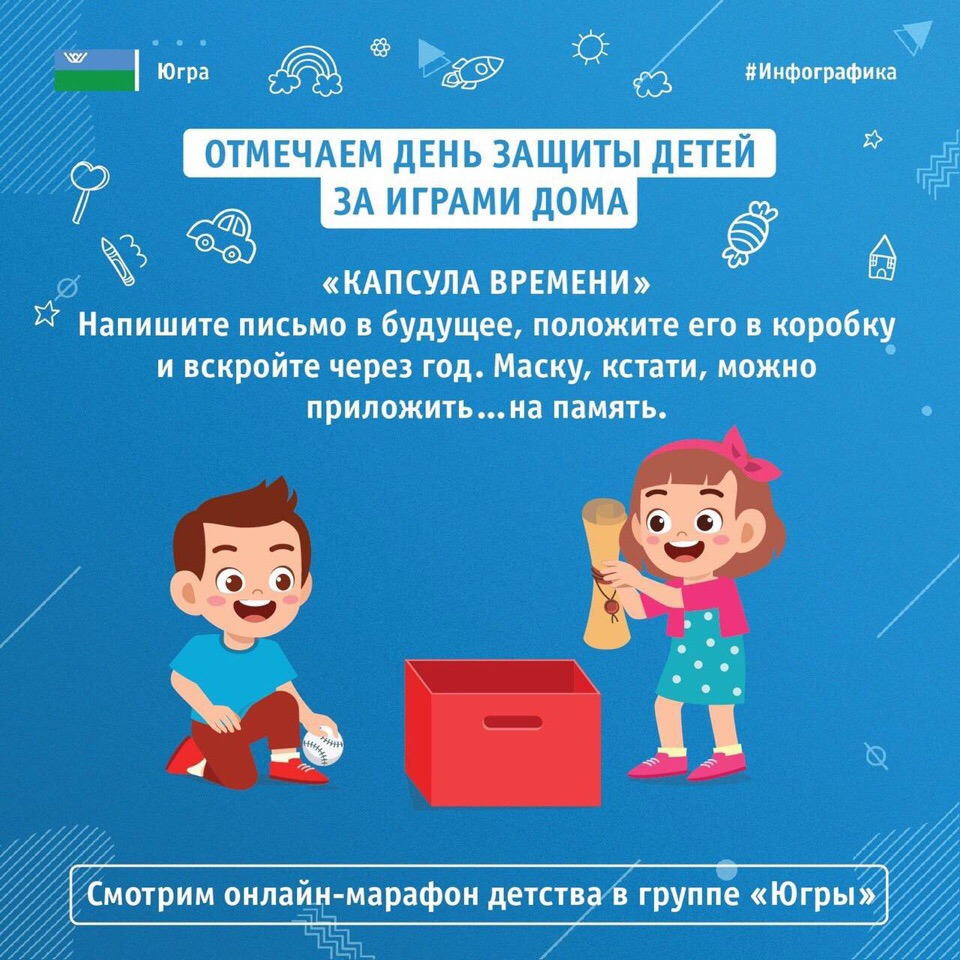 Югра
#Инфографика
ОТМЕЧАЕМ ДЕНЬ ЗАЩИТЫ ДЕТЕЙ
ЗА ИГРАМИ ДОМА
«КАПСУЛА ВРЕМЕНИ»
Напишите письмо в будущее, положите его в коробку
и вскройте через год. Маску, кстати, можно
приложить...на память.
Смотрим онлайн-марафон детства в группе «Югры»